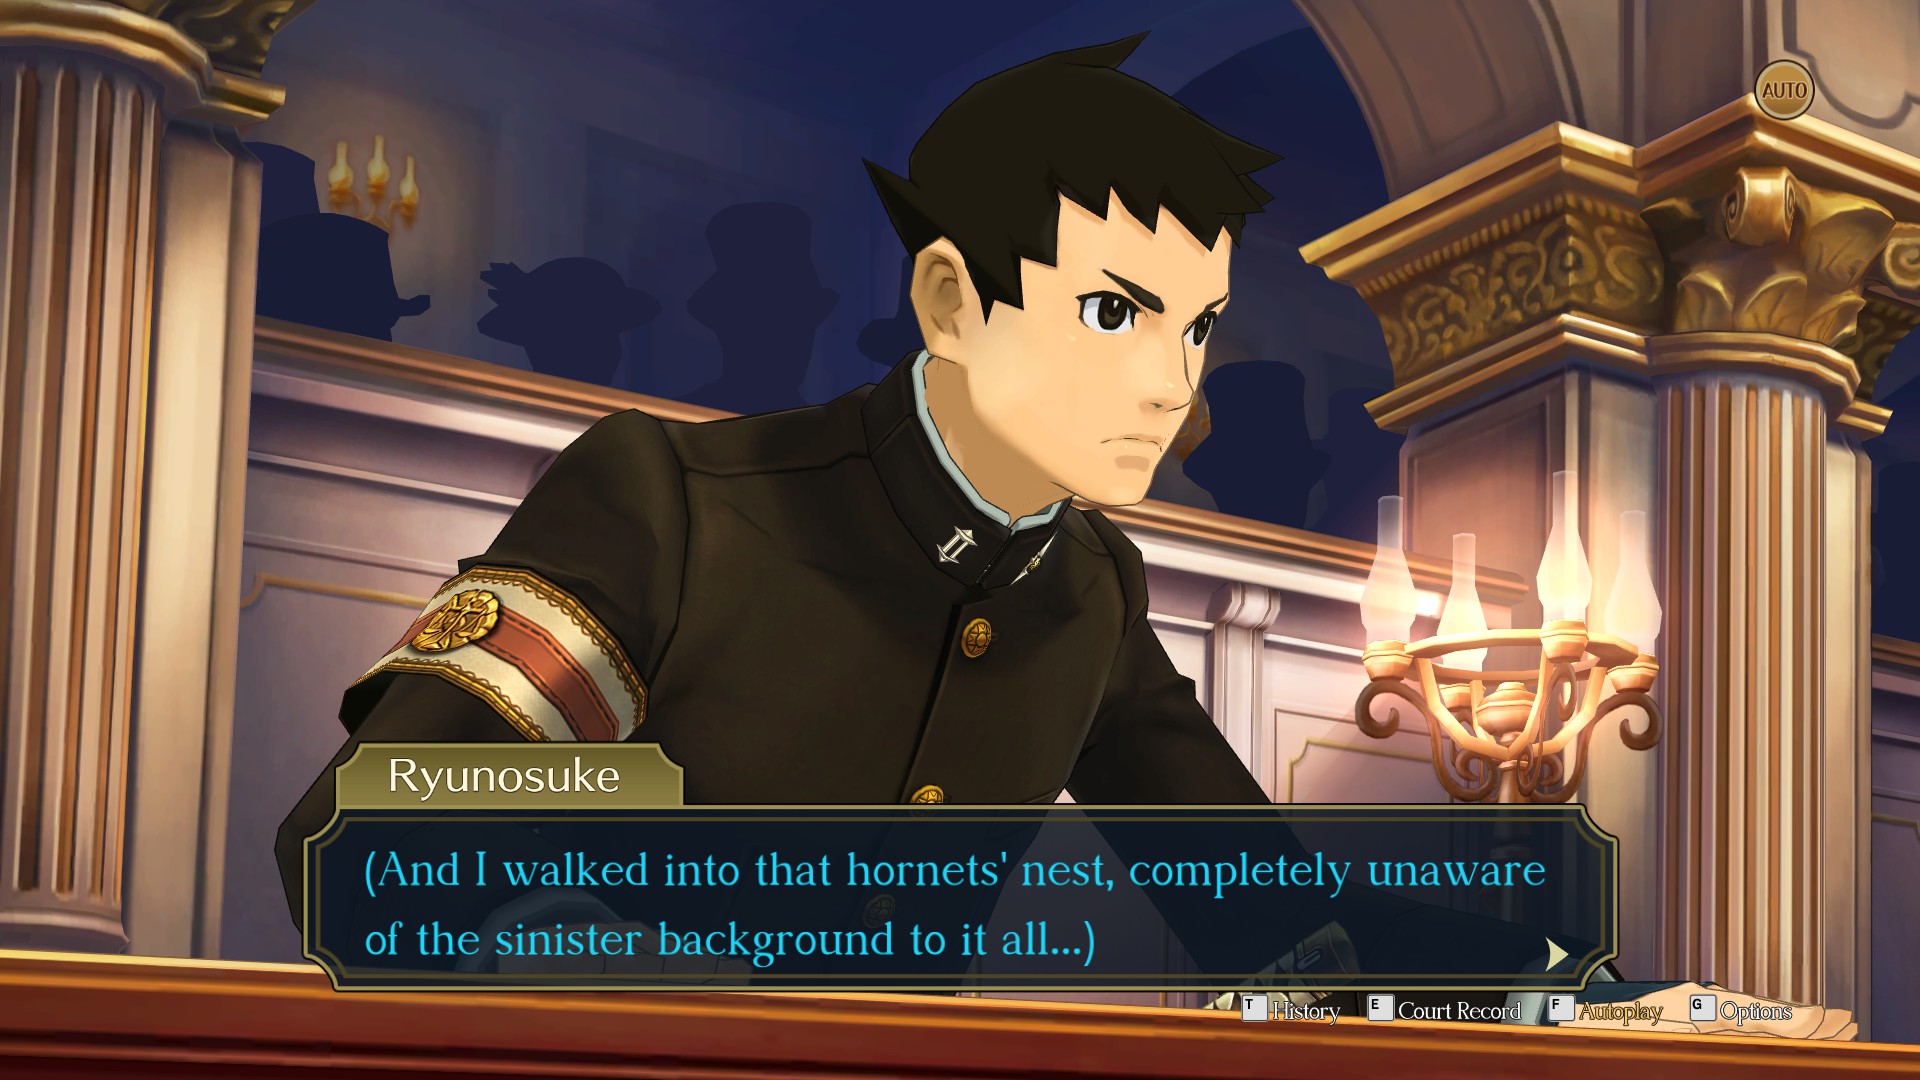 AUTO
Ryunosuke
(And I walked into that hornets' nest, completely unaware
of the sinister background to it all...)
T History E Court Record F Autoplay G Options